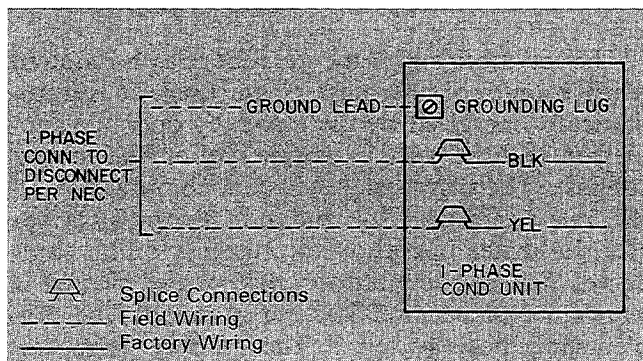 GROUND LEAD
GROUNDING LUG
1-PHASE
CONN. TO
DISCONNECT
PER NEC
BLK
YEL
1-PHASE
COND UNIT
Splice Connections
Field Wiring
Factory Wiring